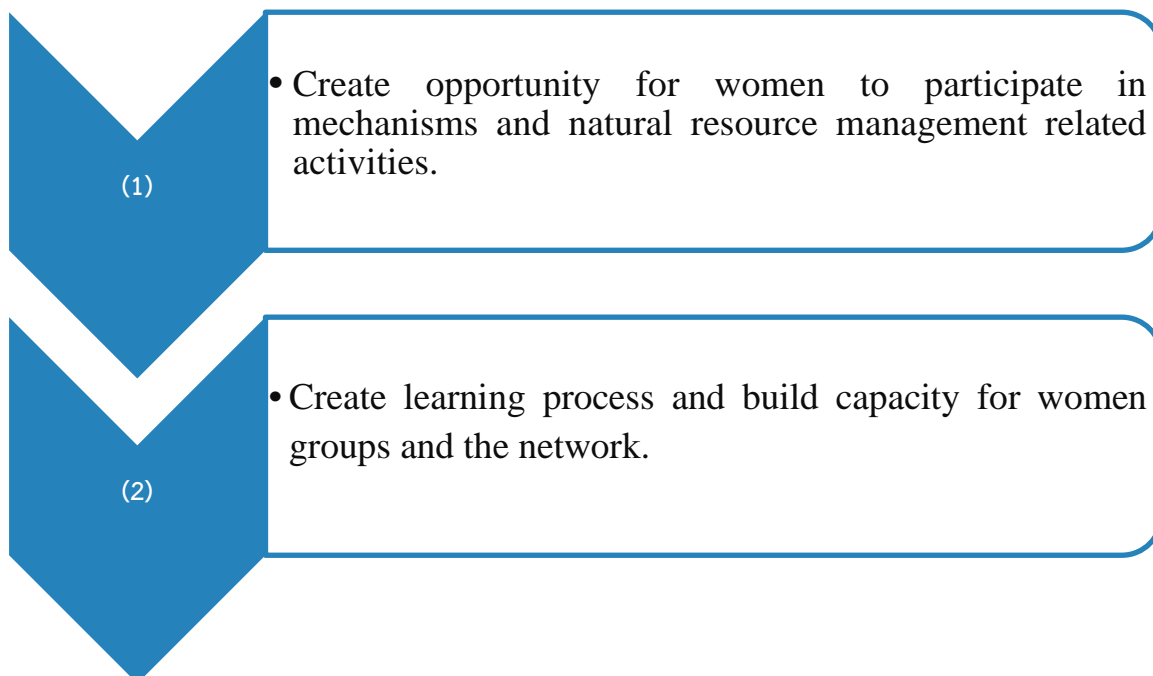 (1)
• Create opportunity for women to participate in
mechanisms and natural resource management related
activities.
(2)
• Create learning process and build capacity for women
groups and the network.